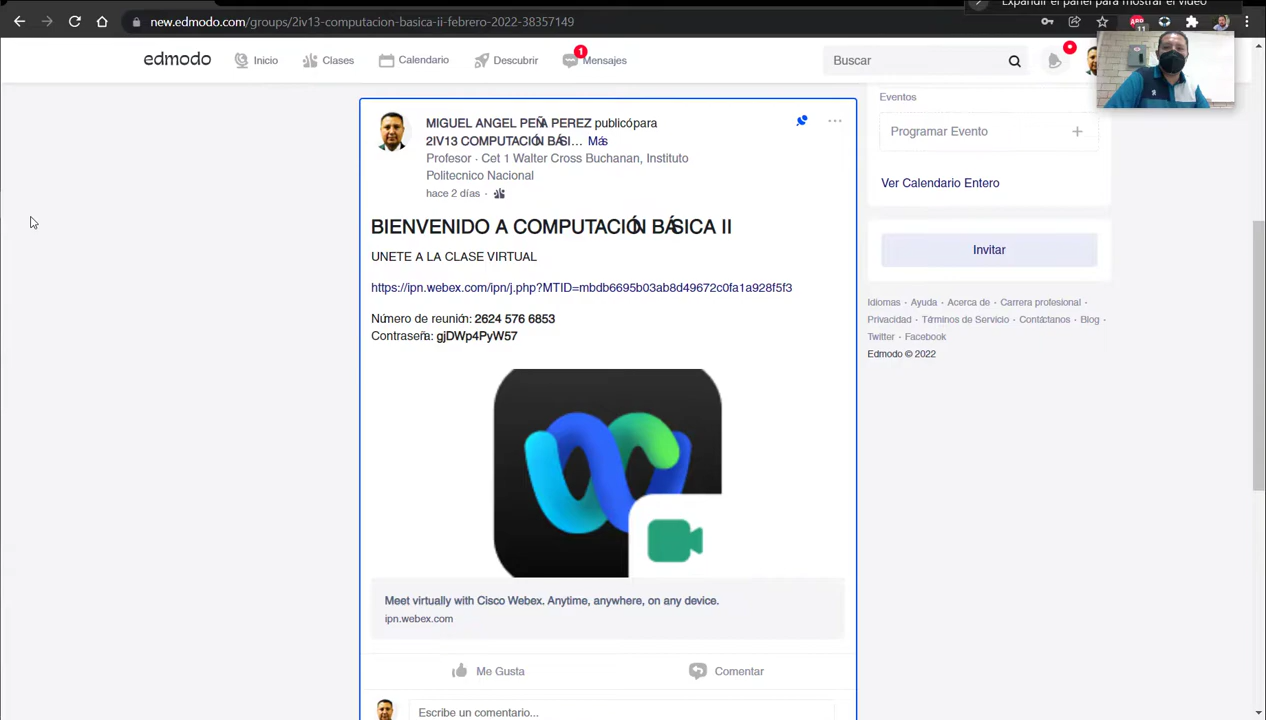 Expandir el panel para mostrar el video
new.edmodo.com/groups/2iv13-computacion-basica-ii-febrero-2022-38357149
ABP
11
edmodo
Inicio
Clases
Calendario
Descubrir
1
Mensajes
Buscar
MIGUEL ANGEL PEÑA PEREZ publicó para
2IV13 COMPUTACIÓN BÁSI... Más
Profesor · Cet 1 Walter Cross Buchanan, Instituto
Politecnico Nacional
hace 2 días ·
BIENVENIDO A COMPUTACIÓN BÁSICA II
UNETE A LA CLASE VIRTUAL
https://ipn.webex.com/ipn/j.php?MTID=mbdb6695b03ab8d49672c0fa1a928f5f3
Número de reunión: 2624 576 6853
Contraseña: gjDWp4PyW57
Meet virtually with Cisco Webex. Anytime, anywhere, on any device.
ipn.webex.com
Me Gusta
Comentar
Escribe un comentario...
Eventos
Programar Evento
Ver Calendario Entero
Invitar
Idiomas · Ayuda · Acerca de · Carrera profesional ·
Privacidad · Términos de Servicio · Contáctanos · Blog ·
Twitter · Facebook
Edmodo © 2022